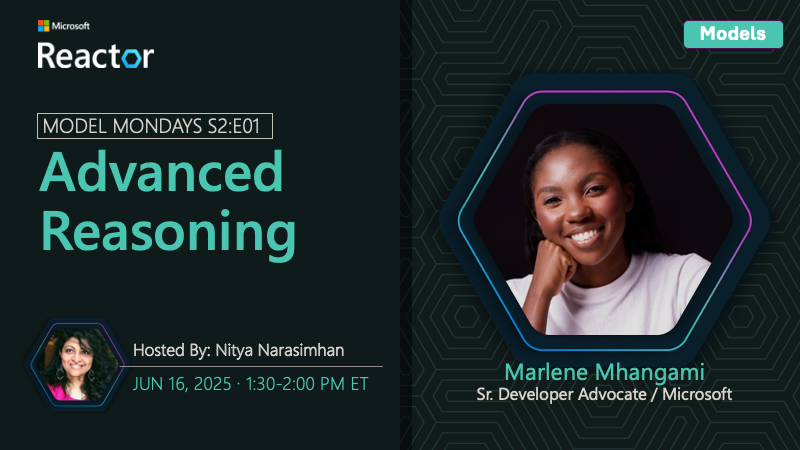 Microsoft
Reactor
MODEL MONDAYS S2:E01
Advanced
Reasoning
Hosted By: Nitya Narasimhan
JUN 16, 2025 · 1:30-2:00 PM ET
Models
Marlene Mhangami
Sr. Developer Advocate / Microsoft